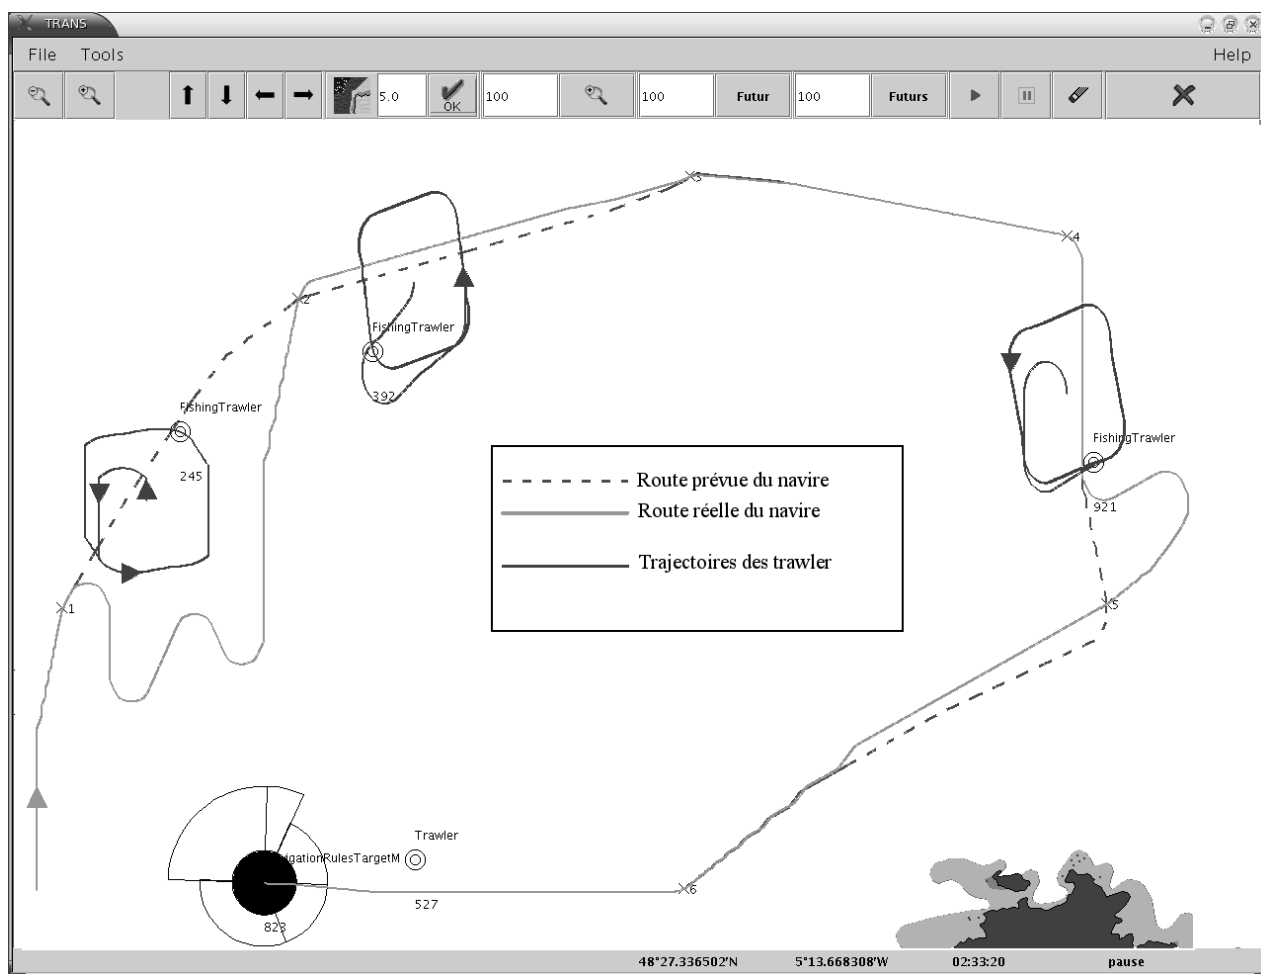 TRANS
File Tools Help
5.0 OK 100 100 Futur 100 Futurs
3
4
2
FishingTrawler
392
FishingTrawler
245
FishingTrawler
921
Route prévue du navire
Route réelle du navire
Trajectoires des trawler
1
5
Trawler
igationRulesTargetM
6
527
823
48°27.336502'N 5°13.668308'W 02:33:20 pause